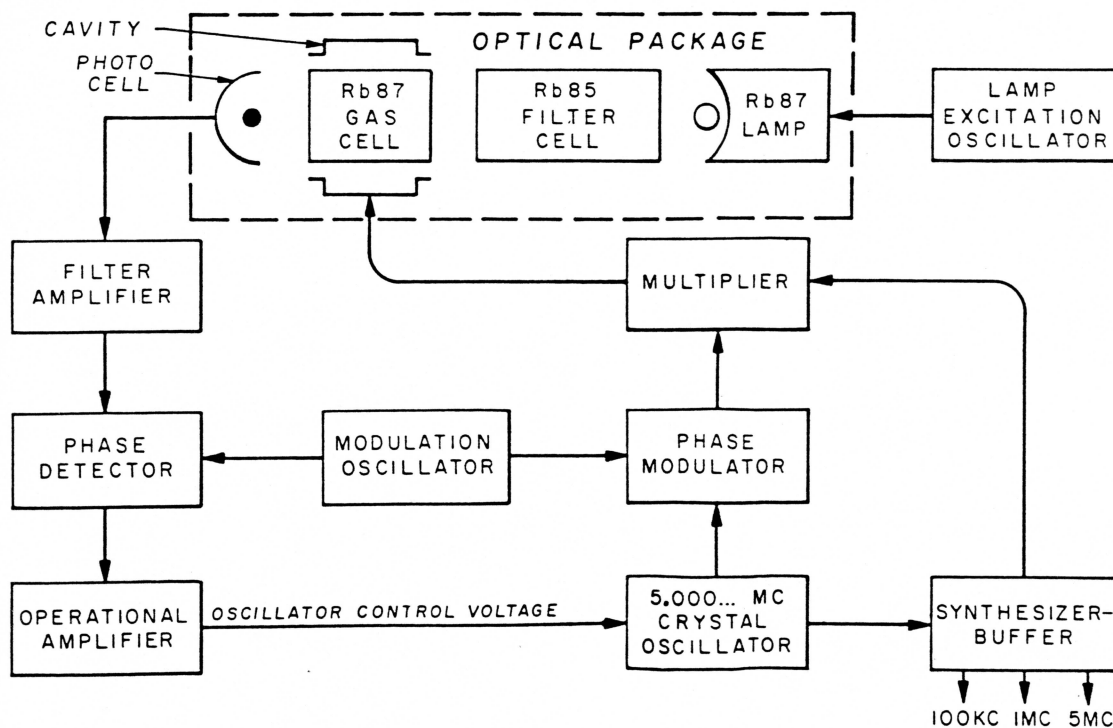 CAVITY
OPTICAL PACKAGE
PHOTO
CELL
Rb87
GAS
CELL
Rb85
FILTER
CELL
Rb87
LAMP
LAMP
EXCITATION
OSCILLATOR
FILTER
AMPLIFIER
MULTIPLIER
PHASE
DETECTOR
MODULATION
OSCILLATOR
PHASE
MODULATOR
OPERATIONAL
AMPLIFIER
OSCILLATOR CONTROL VOLTAGE
5.000... MC
CRYSTAL
OSCILLATOR
SYNTHESIZER-
BUFFER
100KC 1MC 5MC